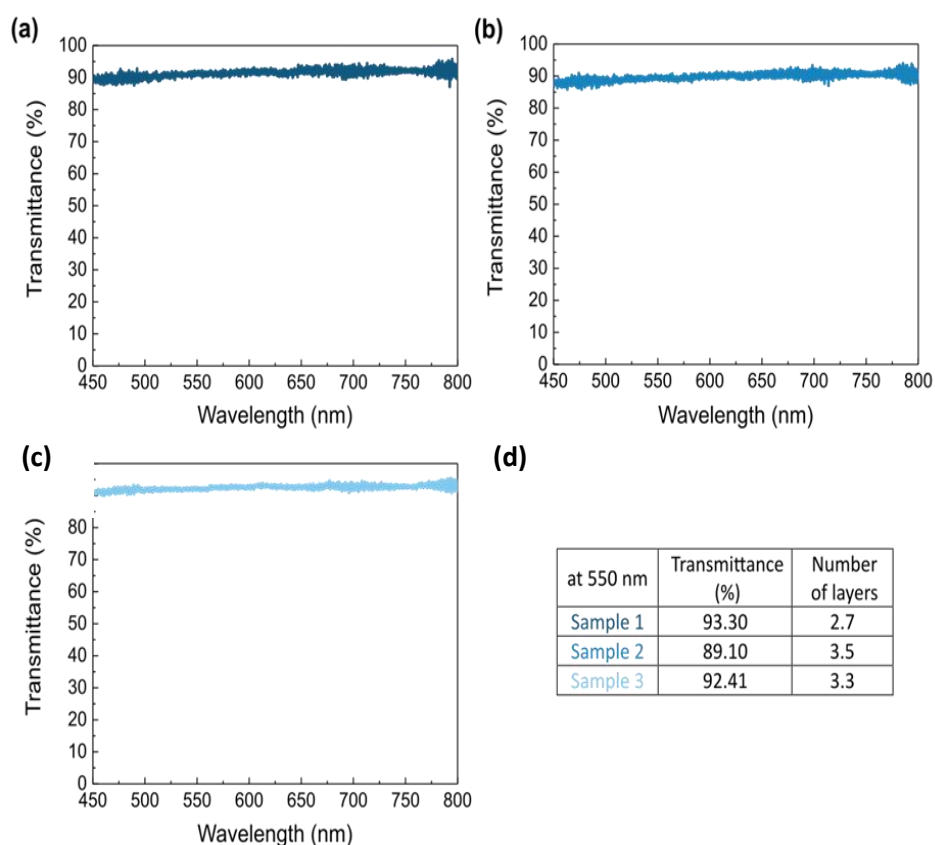 (a)
100
90
80
70
60
50
40
30
20
10
0
Transmittance (%)
450 500 550 600 650 700 750 800
Wavelength (nm)
(b)
100
90
80
70
60
50
40
30
20
10
0
Transmittance (%)
450 500 550 600 650 700 750 800
Wavelength (nm)
(c)
80
70
60
50
40
30
20
10
0
Transmittance (%)
450 500 550 600 650 700 750 800
Wavelength (nm)
(d)
at 550 nm Transmittance (%) Number of layers
Sample 1 93.30 2.7
Sample 2 89.10 3.5
Sample 3 92.41 3.3